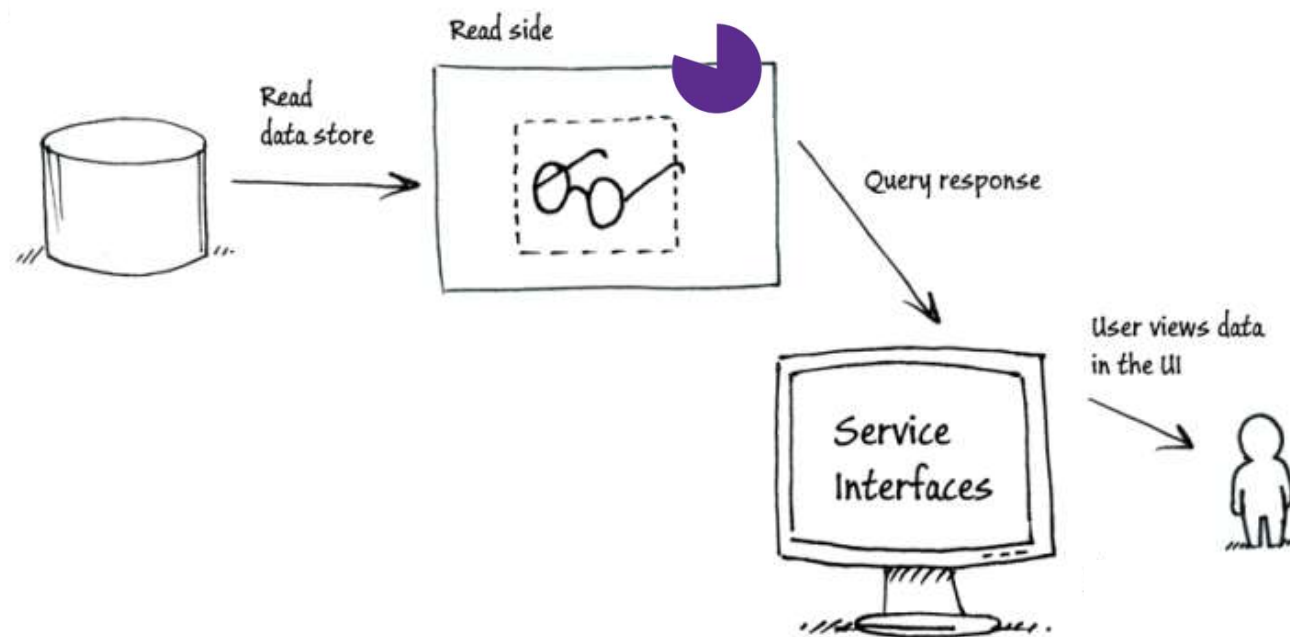 Read side
Read
data store
Query response
User views data
in the UI
Service
Interfaces